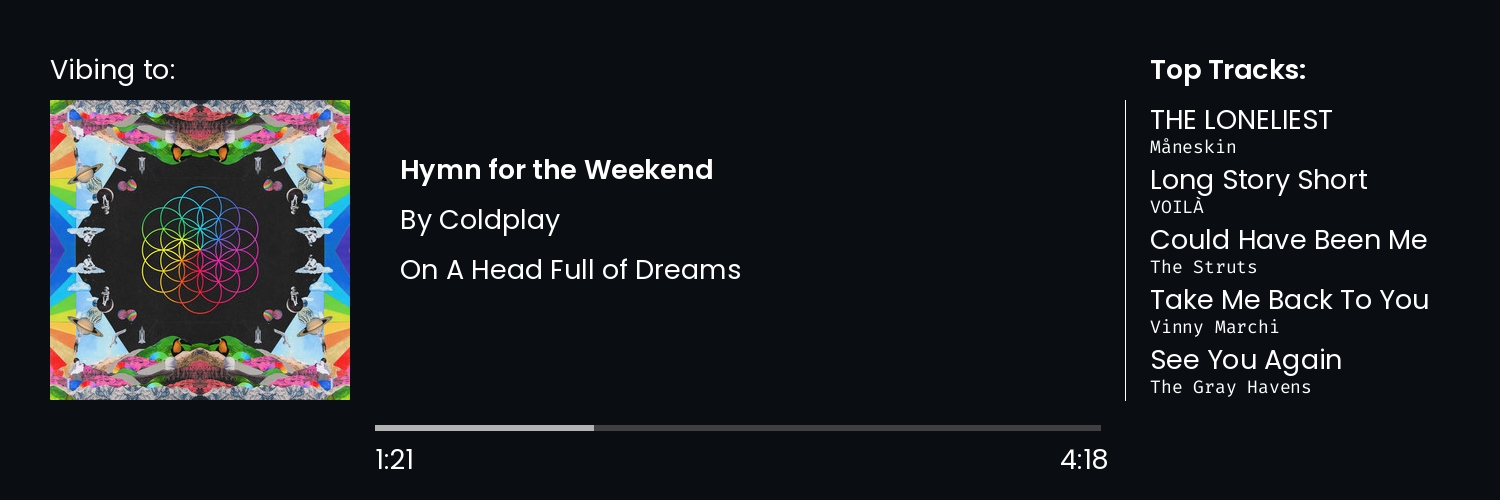 Vibing to:
Hymn for the Weekend
By Coldplay
On A Head Full of Dreams
1:21
4:18
Top Tracks:
THE LONELIEST
Måneskin
Long Story Short
VOILÀ
Could Have Been Me
The Struts
Take Me Back To You
Vinny Marchi
See You Again
The Gray Havens